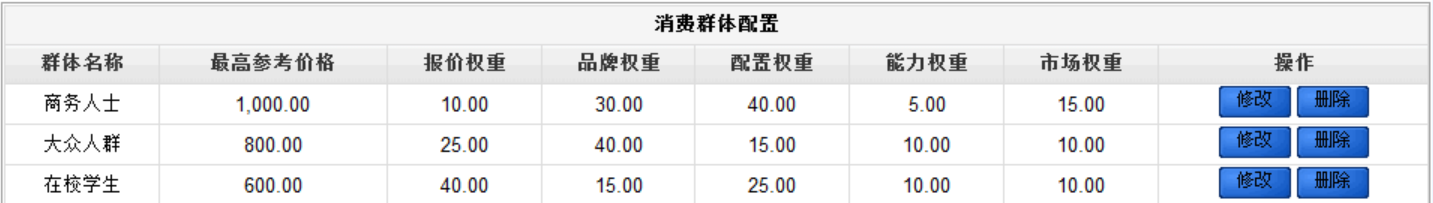 消费群体配置
群体名称 最高参考价格 报价权重 品牌权重 配置权重 能力权重 市场权重 操作
商务人士 1,000.00 10.00 30.00 40.00 5.00 15.00 修改 删除
大众人群 800.00 25.00 40.00 15.00 10.00 10.00 修改 删除
在校学生 600.00 40.00 15.00 25.00 10.00 10.00 修改 删除